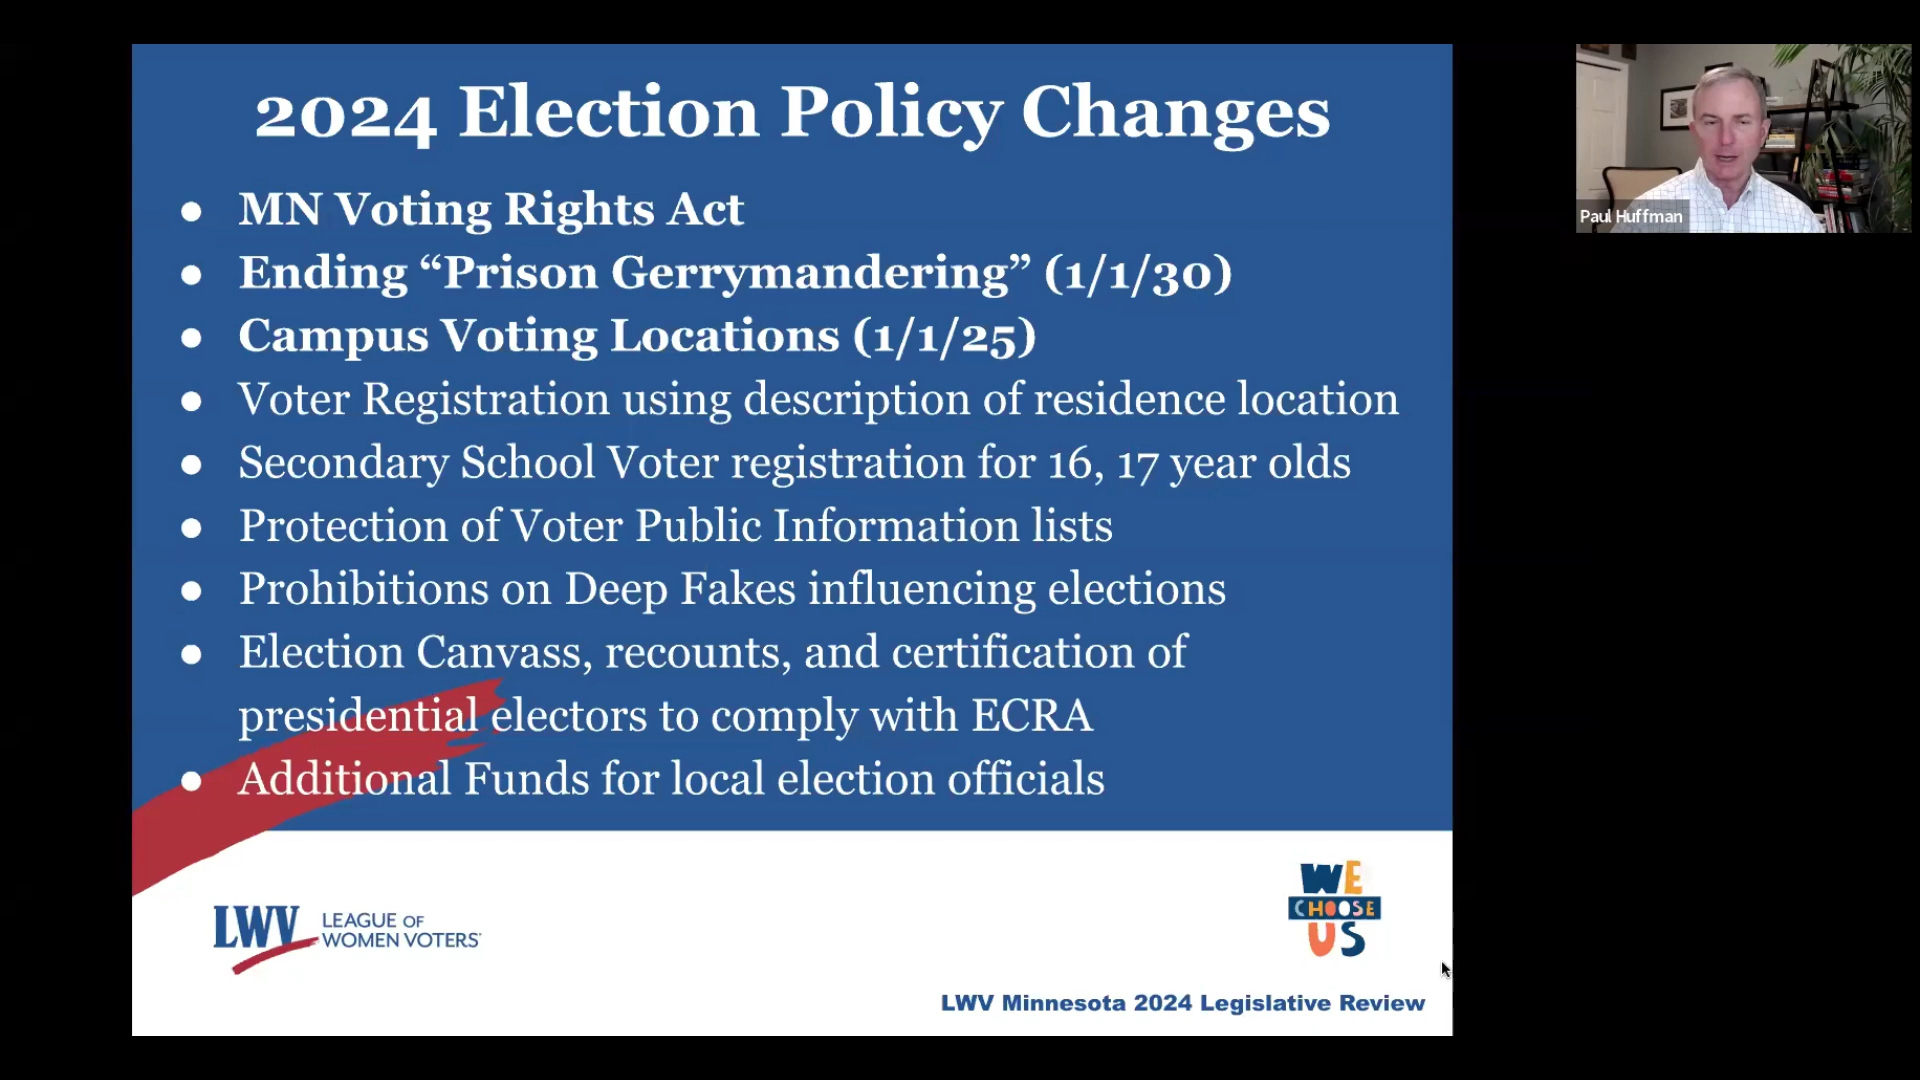 2024 Election Policy Changes
● MN Voting Rights Act
● Ending “Prison Gerrymandering” (1/1/30)
● Campus Voting Locations (1/1/25)
● Voter Registration using description of residence location
● Secondary School Voter registration for 16, 17 year olds
● Protection of Voter Public Information lists
● Prohibitions on Deep Fakes influencing elections
● Election Canvass, recounts, and certification of
presidential electors to comply with ECRA
● Additional Funds for local election officials
LWV LEAGUE OF
WOMEN VOTERS
WE
CHOOSE
US
LWV Minnesota 2024 Legislative Review
Paul Huffman